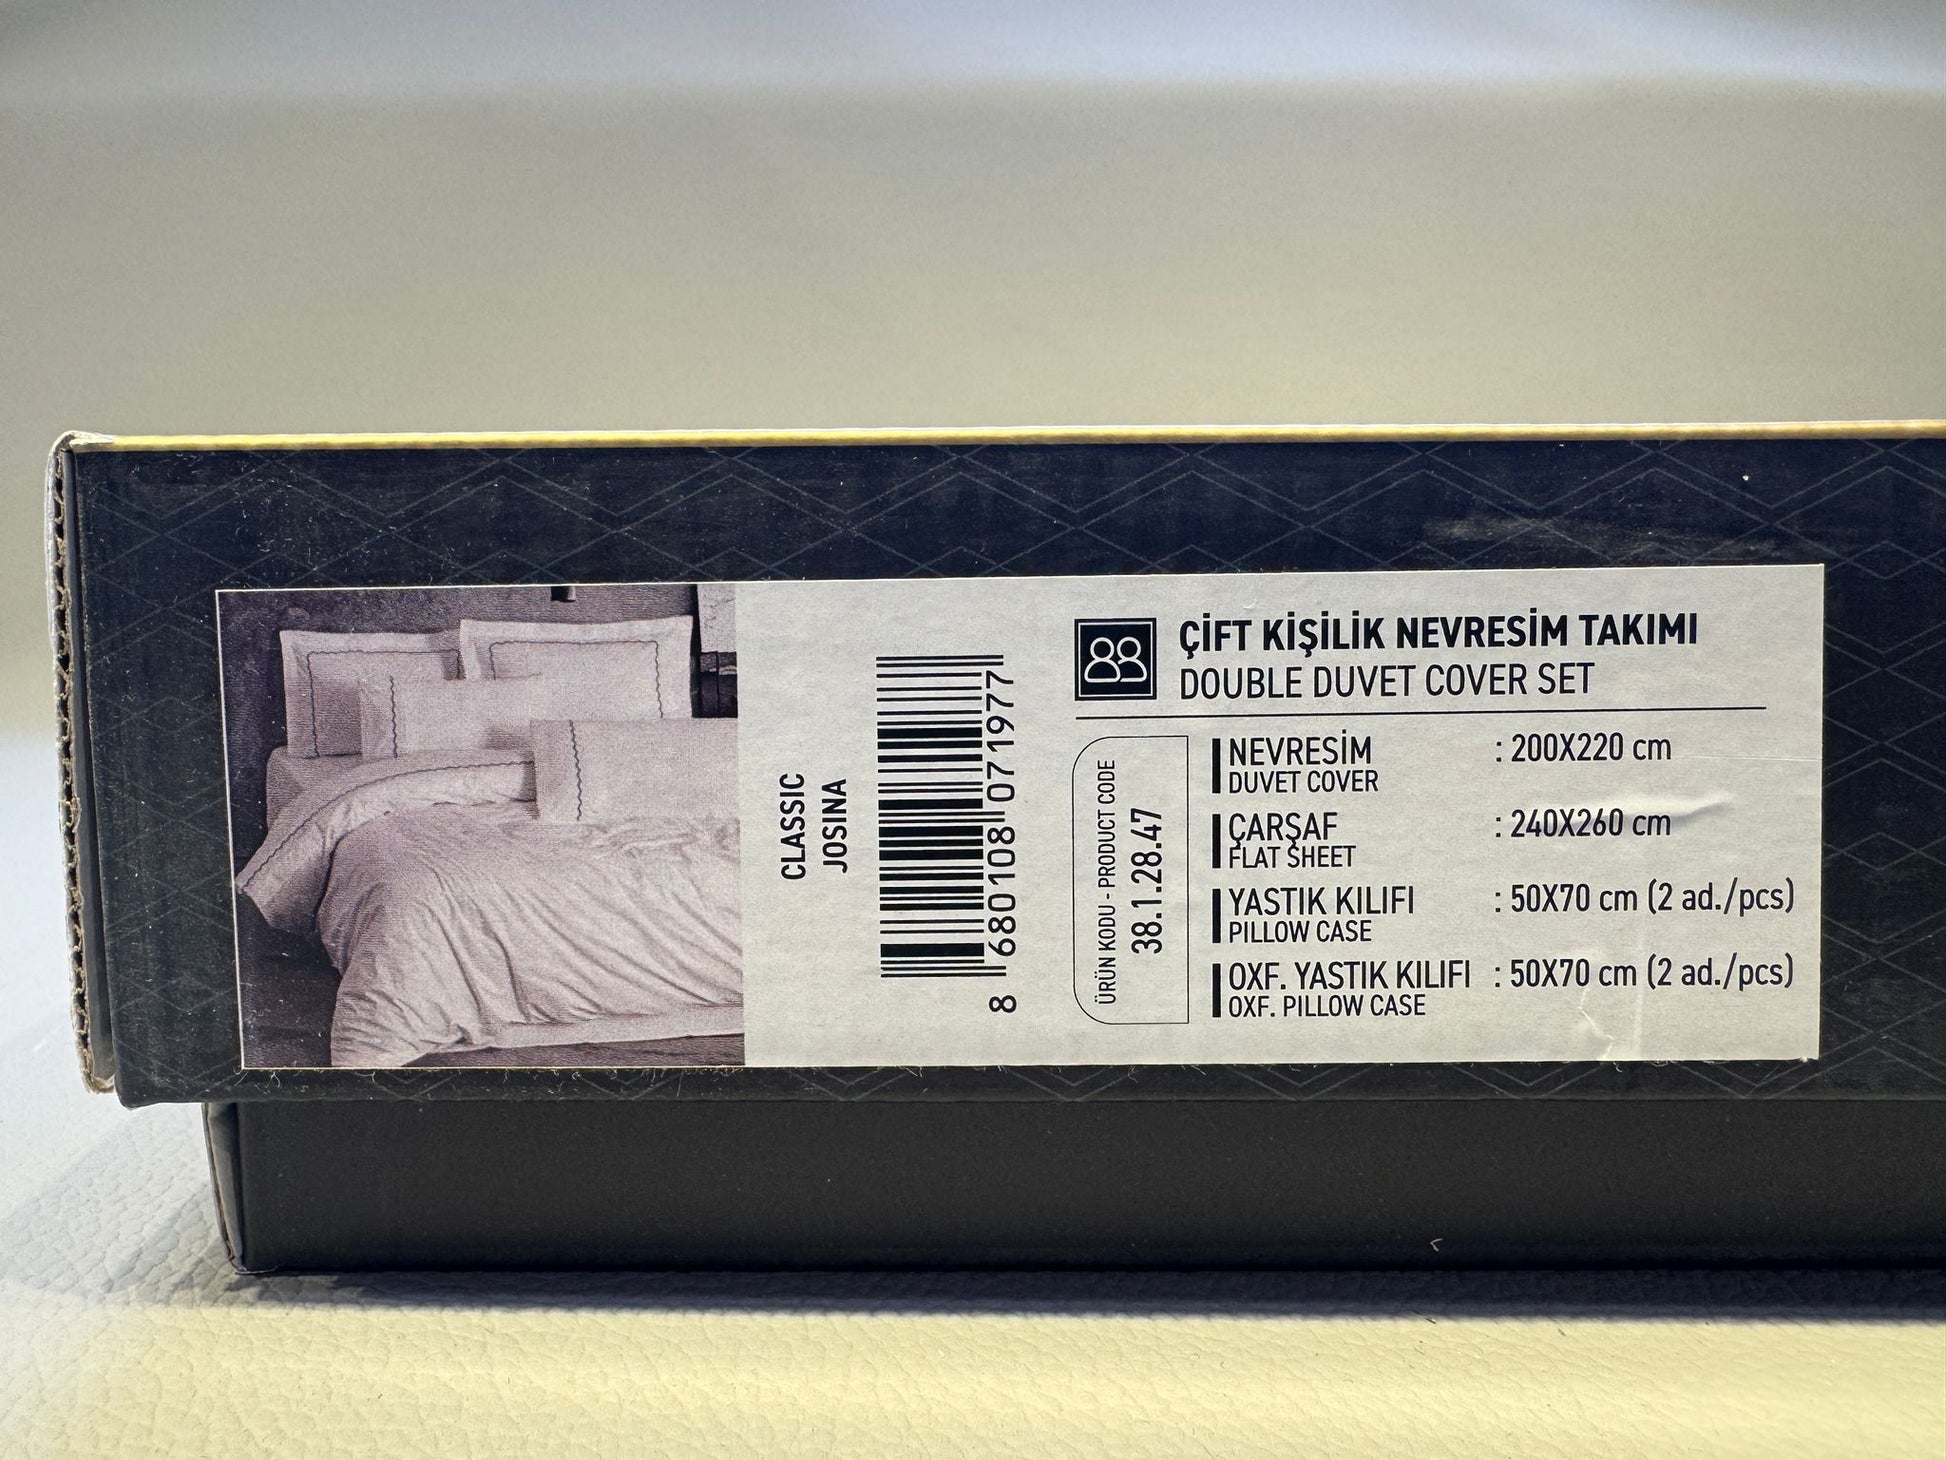 CLASSIC
JOSINA
8 680108 071977
ÜRÜN KODU - PRODUCT CODE
38.1.28.47
ÇİFT KİŞİLİK NEVRESİM TAKIMI
DOUBLE DUVET COVER SET
NEVRESİM : 200X220 cm
DUVET COVER
ÇARŞAF : 240X260 cm
FLAT SHEET
YASTIK KILIFI : 50X70 cm (2 ad./pcs)
PILLOW CASE
OXF. YASTIK KILIFI : 50X70 cm (2 ad./pcs)
OXF. PILLOW CASE